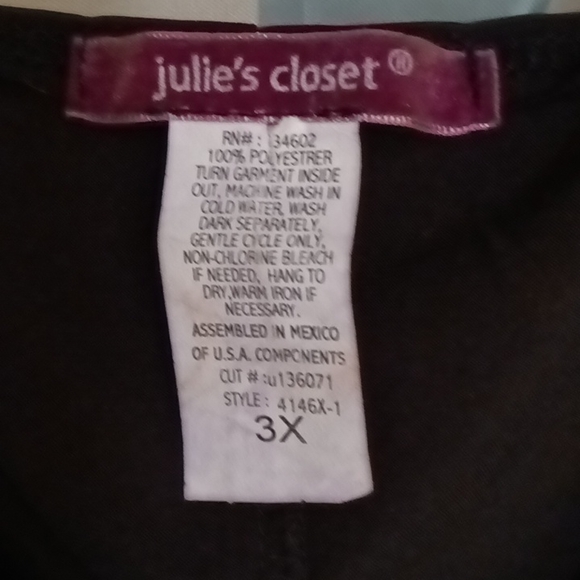 julie's closet ®
RN# : 134602
100% POLYESTRER
TURN GARMENT INSIDE
OUT, MACHINE WASH IN
COLD WATER, WASH
DARK SEPARATELY,
GENTLE CYCLE ONLY,
NON-CHLORINE BLEACH
IF NEEDED, HANG TO
DRY,WARM IRON IF
NECESSARY.
ASSEMBLED IN MEXICO
OF U.S.A. COMPONENTS
CUT # :u136071
STYLE : 4146X-1
3X